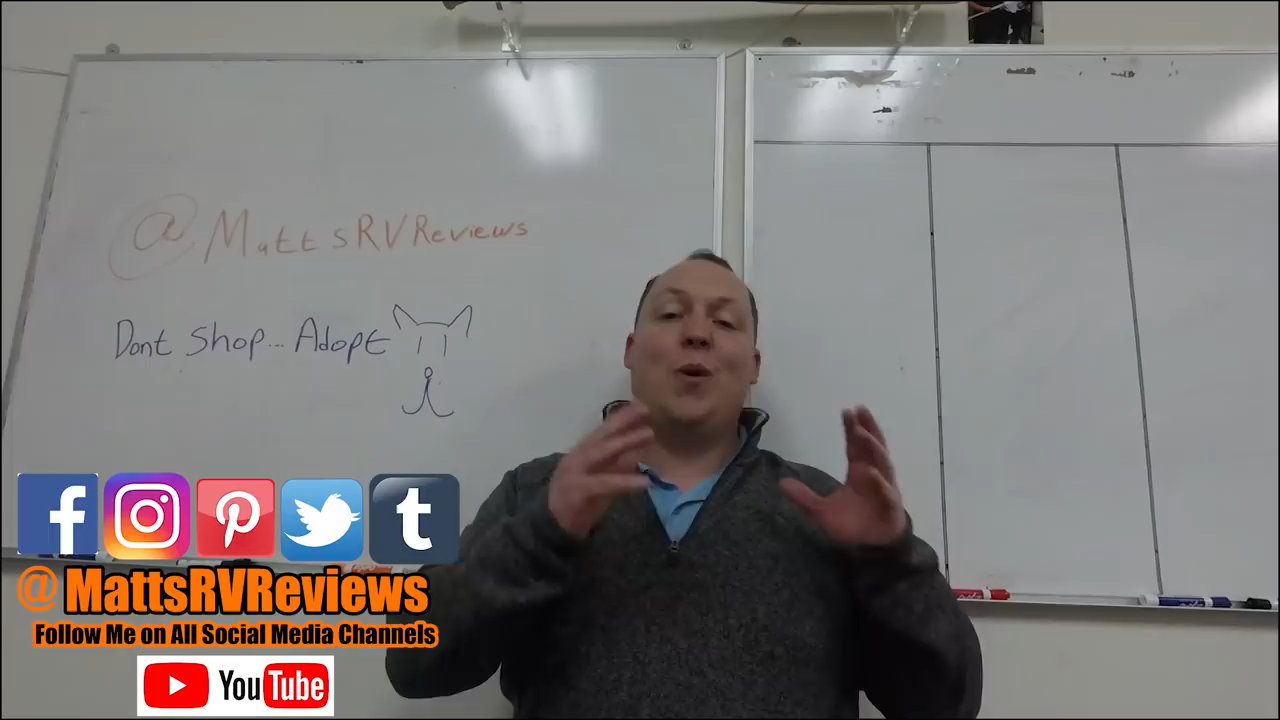 @MattsRVReviews
Dont Shop... Adopt
@MattsRVReviews
Follow Me on All Social Media Channels
YouTube